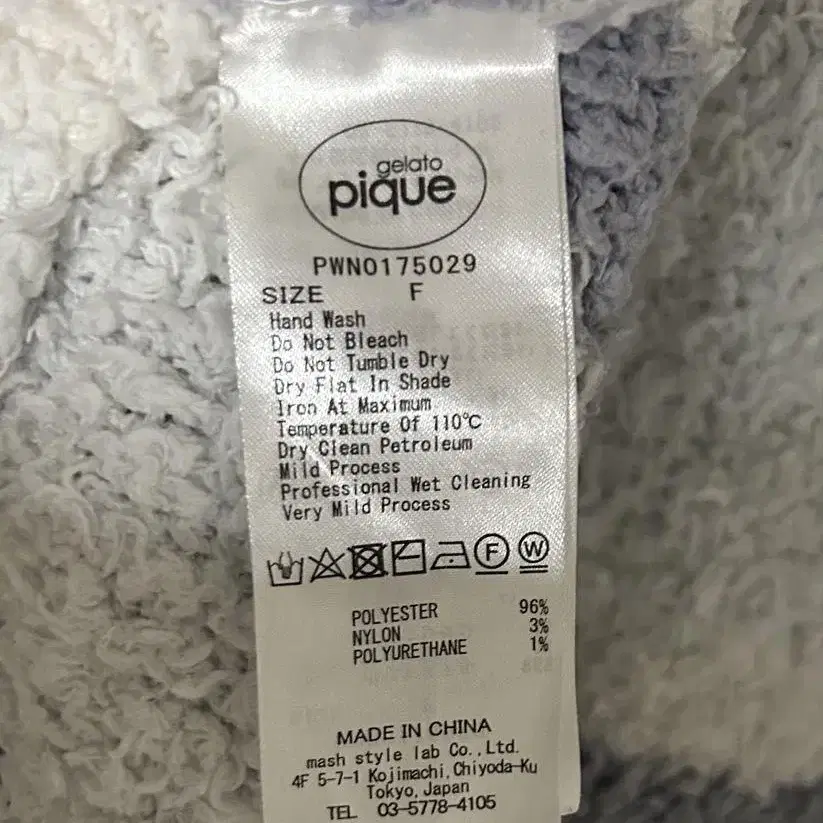 gelato
pique
PWNO175029
SIZE F
Hand Wash
Do Not Bleach
Do Not Tumble Dry
Dry Flat In Shade
Iron At Maximum
Temperature Of 110℃
Dry Clean Petroleum
Mild Process
Professional Wet Cleaning
Very Mild Process
F W
POLYESTER 96%
NYLON 3%
POLYURETHANE 1%
MADE IN CHINA
mash style lab Co.,Ltd.
4F 5-7-1 Kojimachi,Chiyoda-Ku
Tokyo,Japan
TEL 03-5778-4105